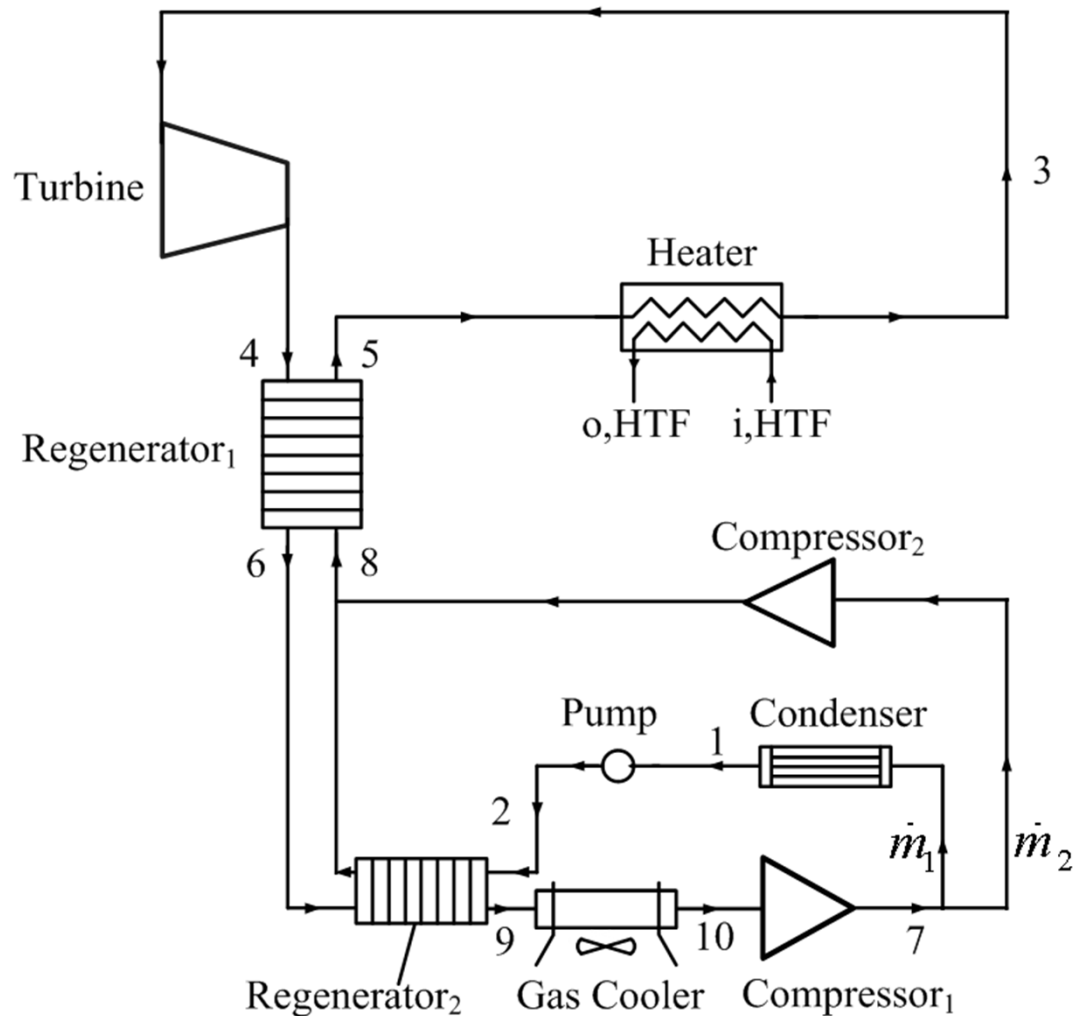 3
Turbine
Heater
4
5
o,HTF
i,HTF
Regenerator₁
Compressor₂
6
8
Pump
Condenser
1
2
ṁ₁
ṁ₂
9
10
7
Regenerator₂
Gas Cooler
Compressor₁